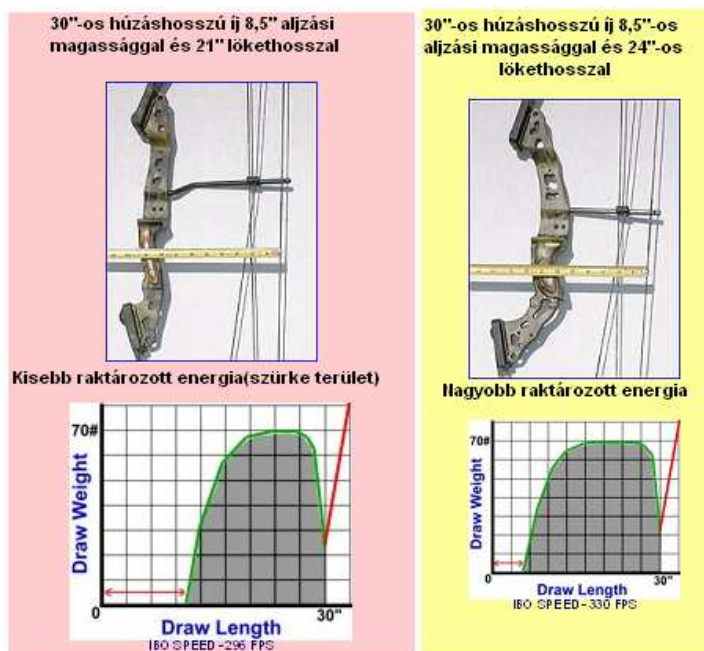 30"-os húzáshosszú íj 8,5" aljzási
magassággal és 21" lökethosszal
Kisebb raktározott energia(szürke terület)
70#
Draw Weight
0
30"
Draw Length
IBO SPEED -296 FPS
30"-os húzáshosszú íj 8,5"-os
aljzási magassággal és 24"-os
lökethosszal
Nagyobb raktározott energia
70#
Draw Weight
0
30"
Draw Length
IBO SPEED - 330 FPS